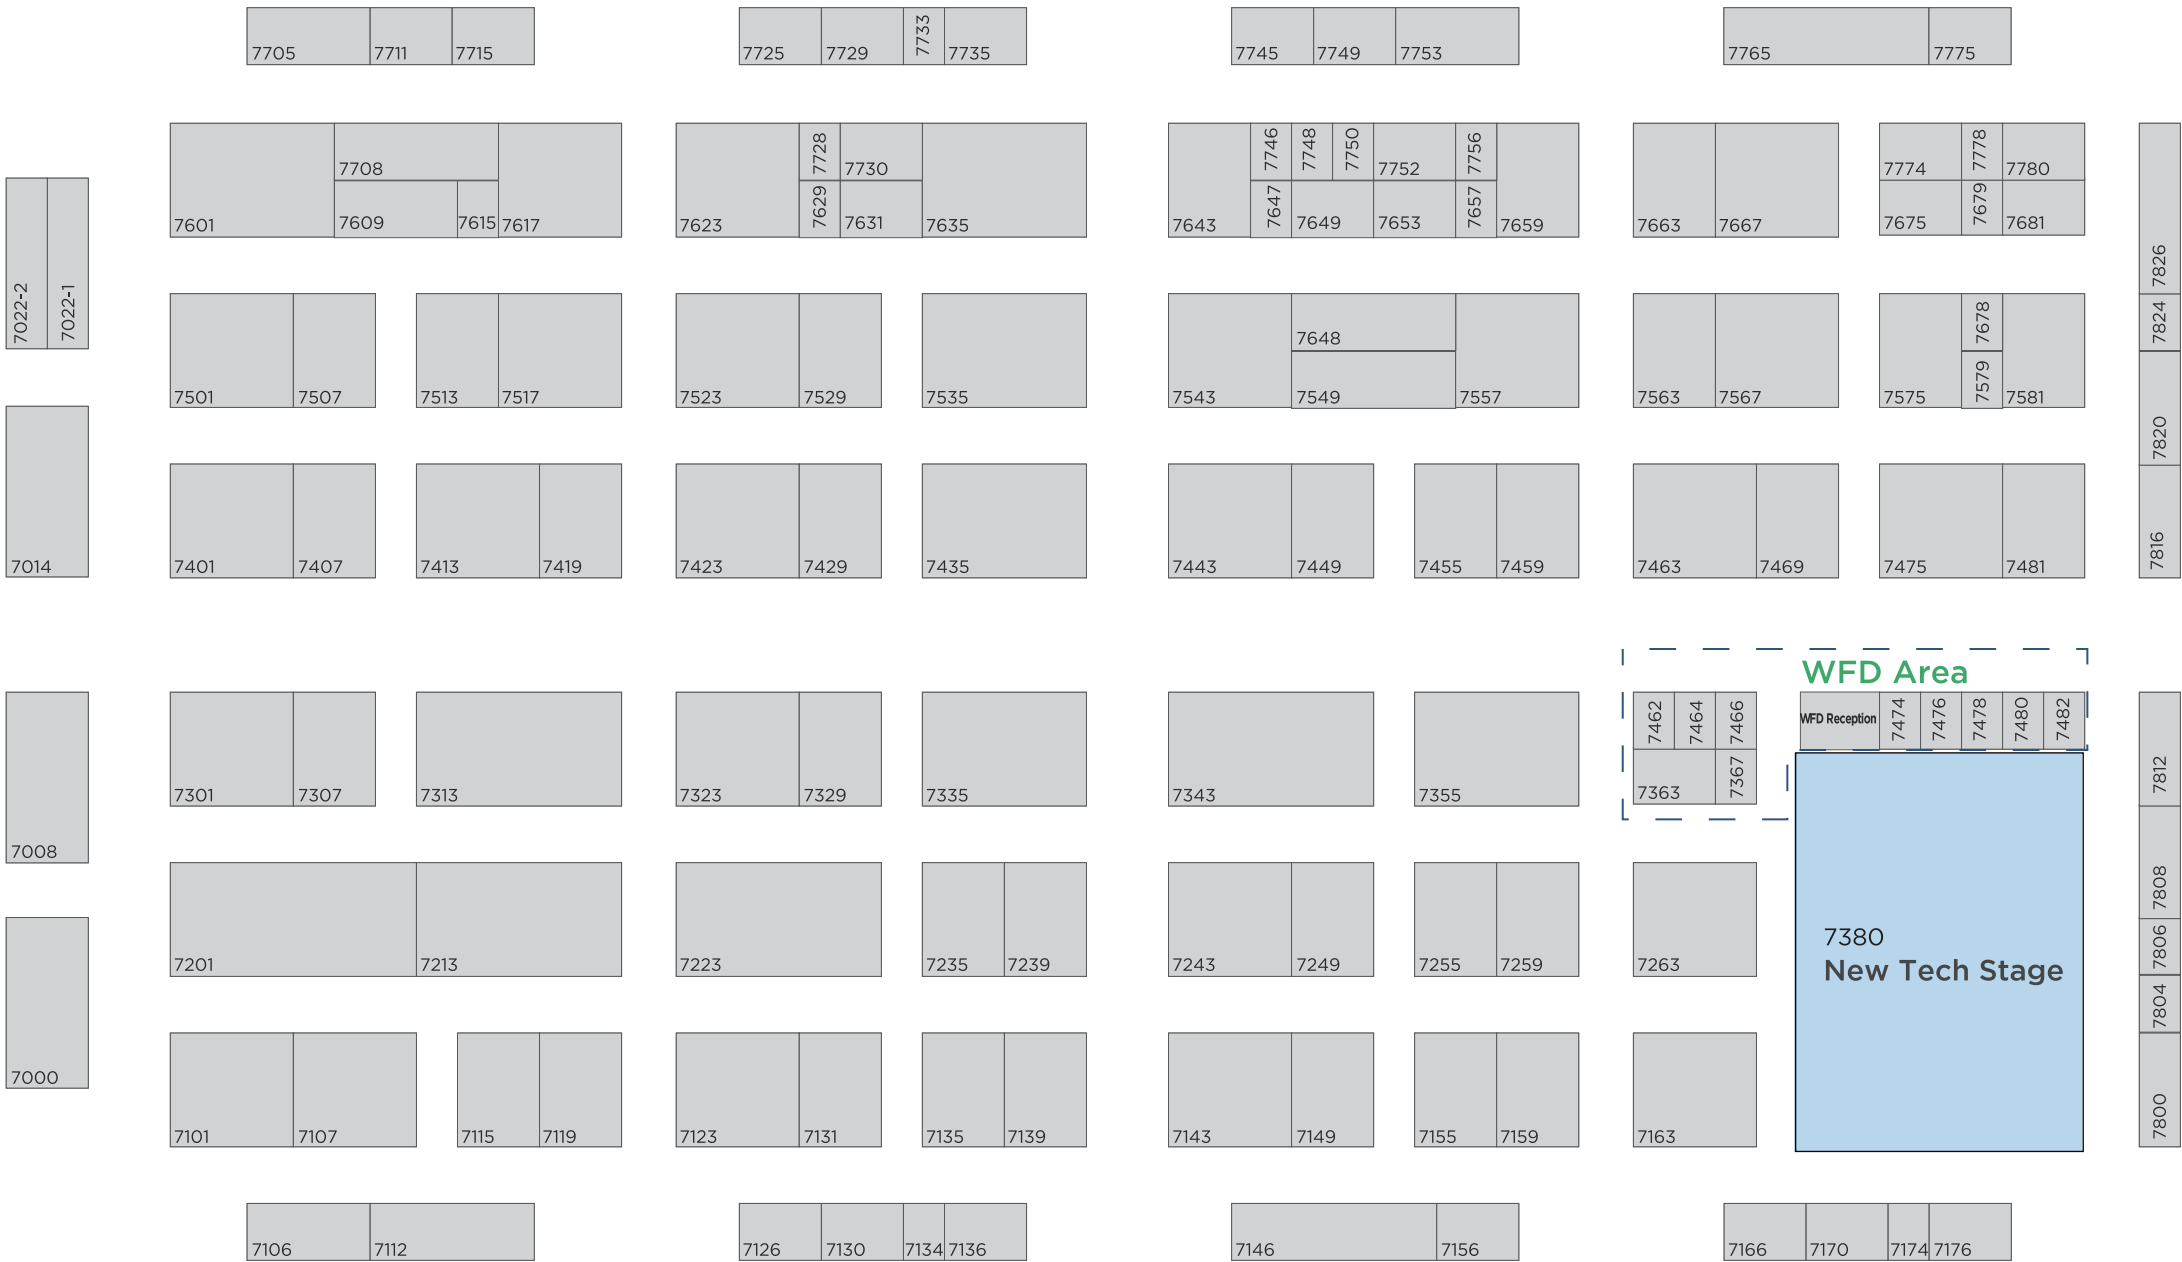 7705 7711 7715 7725 7729 7733 7735 7745 7749 7753 7765 7775
7708 7728 7730 7746 7748 7750 7752 7756 7774 7778 7780
7601 7609 7615 7617 7623 7629 7631 7635 7643 7647 7649 7653 7657 7659 7663 7667 7675 7679 7681
7022-2 7022-1 7826
7648 7678 7824
7501 7507 7513 7517 7523 7529 7535 7543 7549 7557 7563 7567 7575 7579 7581
7820
7014 7401 7407 7413 7419 7423 7429 7435 7443 7449 7455 7459 7463 7469 7475 7481 7816
WFD Area
7462 7464 7466 WFD Reception 7474 7476 7478 7480 7482
7301 7307 7313 7323 7329 7335 7343 7355 7363 7367 7812
7008 7808
7380
New Tech Stage
7201 7213 7223 7235 7239 7243 7249 7255 7259 7263 7806
7804
7000
7101 7107 7115 7119 7123 7131 7135 7139 7143 7149 7155 7159 7163 7800
7106 7112 7126 7130 7134 7136 7146 7156 7166 7170 7174 7176